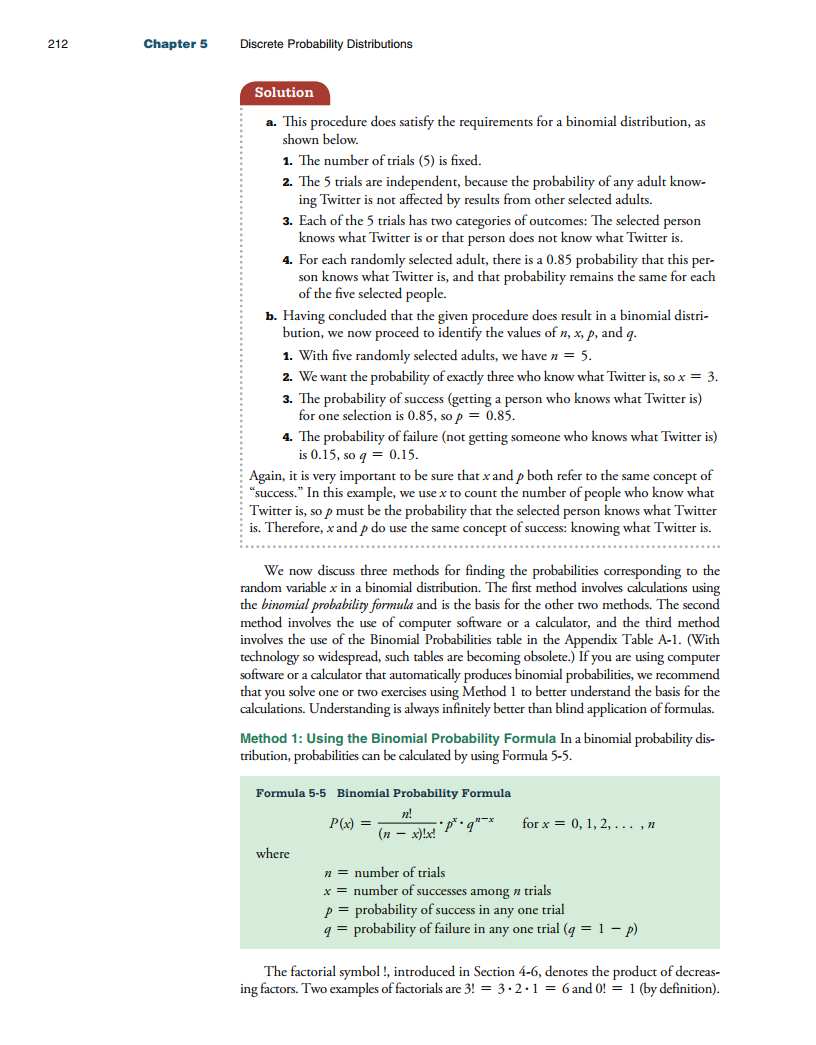 212 Chapter 5 Discrete Probability Distributions
Solution
a. This procedure does satisfy the requirements for a binomial distribution, as
shown below.
1. The number of trials (5) is fixed.
2. The 5 trials are independent, because the probability of any adult know-
ing Twitter is not affected by results from other selected adults.
3. Each of the 5 trials has two categories of outcomes: The selected person
knows what Twitter is or that person does not know what Twitter is.
4. For each randomly selected adult, there is a 0.85 probability that this per-
son knows what Twitter is, and that probability remains the same for each
of the five selected people.
b. Having concluded that the given procedure does result in a binomial distri-
bution, we now proceed to identify the values of n, x, p, and q.
1. With five randomly selected adults, we have n = 5.
2. We want the probability of exactly three who know what Twitter is, so x = 3.
3. The probability of success (getting a person who knows what Twitter is)
for one selection is 0.85, so p = 0.85.
4. The probability of failure (not getting someone who knows what Twitter is)
is 0.15, so q = 0.15.
Again, it is very important to be sure that x and p both refer to the same concept of
“success.” In this example, we use x to count the number of people who know what
Twitter is, so p must be the probability that the selected person knows what Twitter
is. Therefore, x and p do use the same concept of success: knowing what Twitter is.
We now discuss three methods for finding the probabilities corresponding to the
random variable x in a binomial distribution. The first method involves calculations using
the binomial probability formula and is the basis for the other two methods. The second
method involves the use of computer software or a calculator, and the third method
involves the use of the Binomial Probabilities table in the Appendix Table A-1. (With
technology so widespread, such tables are becoming obsolete.) If you are using computer
software or a calculator that automatically produces binomial probabilities, we recommend
that you solve one or two exercises using Method 1 to better understand the basis for the
calculations. Understanding is always infinitely better than blind application of formulas.
Method 1: Using the Binomial Probability Formula In a binomial probability dis-
tribution, probabilities can be calculated by using Formula 5-5.
Formula 5-5 Binomial Probability Formula
P(x) = n!/((n − x)!x!) · pˣ · qⁿ⁻ˣ for x = 0, 1, 2, . . . , n
where
n = number of trials
x = number of successes among n trials
p = probability of success in any one trial
q = probability of failure in any one trial (q = 1 − p)
The factorial symbol !, introduced in Section 4-6, denotes the product of decreas-
ing factors. Two examples of factorials are 3! = 3 · 2 · 1 = 6 and 0! = 1 (by definition).